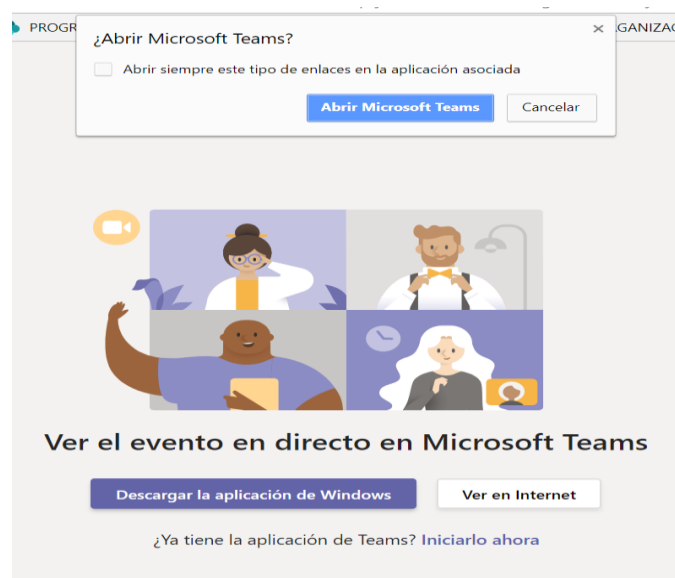 PROGR
¿Abrir Microsoft Teams?
GANIZAC
Abrir siempre este tipo de enlaces en la aplicación asociada
Abrir Microsoft Teams
Cancelar
Ver el evento en directo en Microsoft Teams
Descargar la aplicación de Windows
Ver en Internet
¿Ya tiene la aplicación de Teams? Iniciarlo ahora